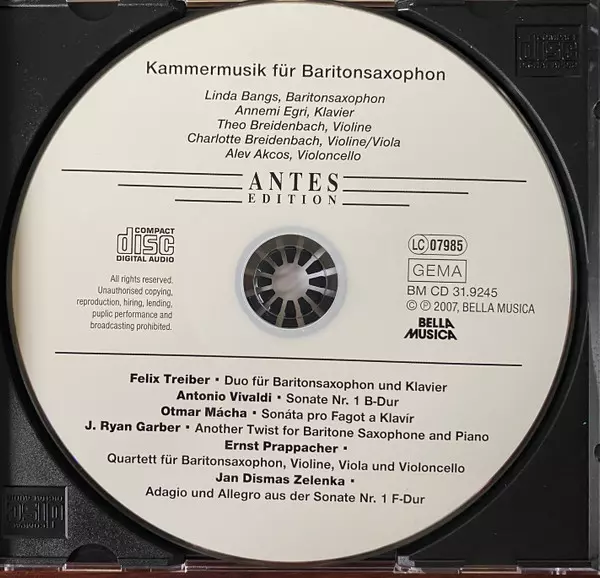 Kammermusik für Baritonsaxophon
Linda Bangs, Baritonsaxophon
Annemi Egri, Klavier
Theo Breidenbach, Violine
Charlotte Breidenbach, Violine/Viola
Alev Akcos, Violoncello
ANTES
EDITION
COMPACT
disc
DIGITAL AUDIO
All rights reserved.
Unauthorised copying,
reproduction, hiring, lending,
public performance and
broadcasting prohibited.
LC 07985
GEMA
BM CD 31.9245
© ℗ 2007, BELLA MUSICA
BELLA
MUSICA
Felix Treiber · Duo für Baritonsaxophon und Klavier
Antonio Vivaldi · Sonate Nr. 1 B-Dur
Otmar Mácha · Sonáta pro Fagot a Klavír
J. Ryan Garber · Another Twist for Baritone Saxophone and Piano
Ernst Prappacher ·
Quartett für Baritonsaxophon, Violine, Viola und Violoncello
Jan Dismas Zelenka ·
Adagio und Allegro aus der Sonate Nr. 1 F-Dur